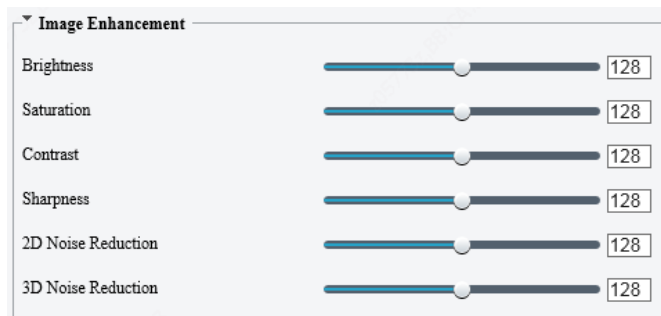 Image Enhancement
Brightness 128
Saturation 128
Contrast 128
Sharpness 128
2D Noise Reduction 128
3D Noise Reduction 128